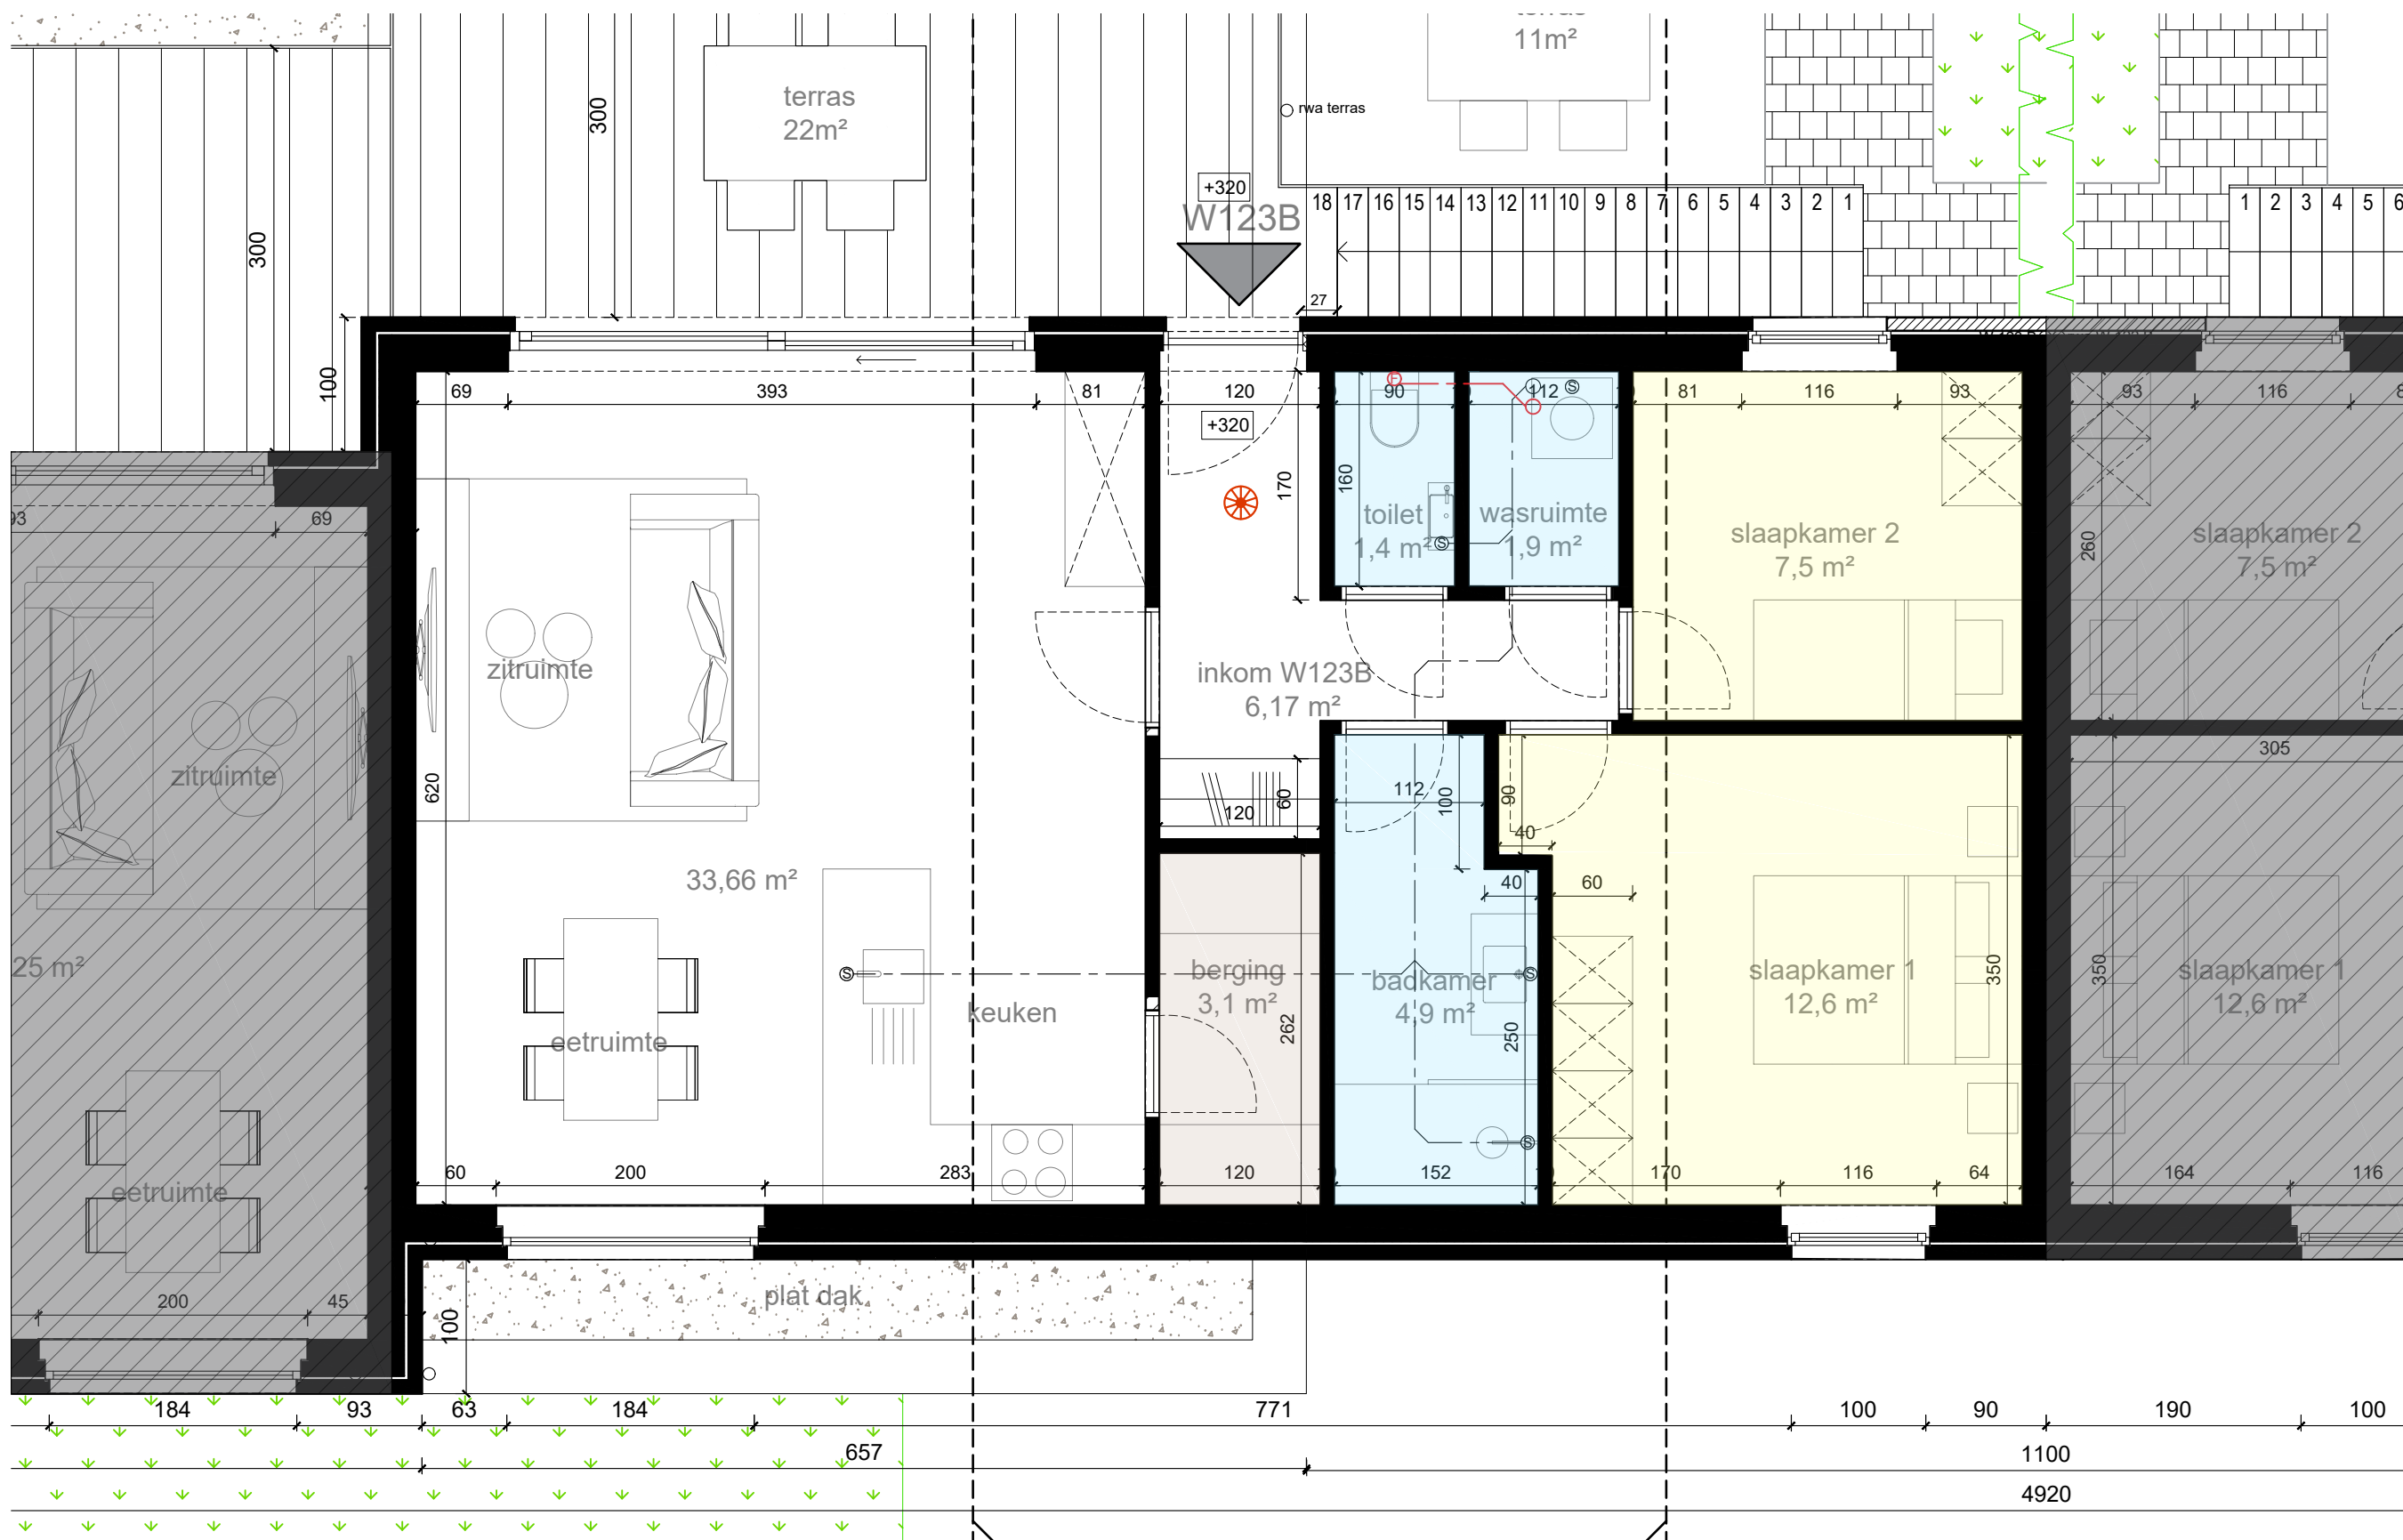 terras
11m²
terras
22m²
300
rwa terras
300
+320
W123B
18 17 16 15 14 13 12 11 10 9 8 7 6 5 4 3 2 1
1 2 3 4 5 6
27
100
69 393 81 120 90 112 81 116 93
93 116
+320
170
160
toilet
1,4 m²
wasruimte
1,9 m²
slaapkamer 2
7,5 m²
260
slaapkamer 2
7,5 m²
93 69
zitruimte
inkom W123B
6,17 m²
zitruimte
620
60
120
112
100
90
40
305
33,66 m²
40
60
25 m²
berging
3,1 m²
262
badkamer
4,9 m²
250
slaapkamer 1
12,6 m²
350
350
slaapkamer 1
12,6 m²
keuken
eetruimte
60 200 283 120 152 170 116 64
164 116
eetruimte
200 45
plat dak
100
184 93 63 184 771 100 90 190 100
657 1100
4920